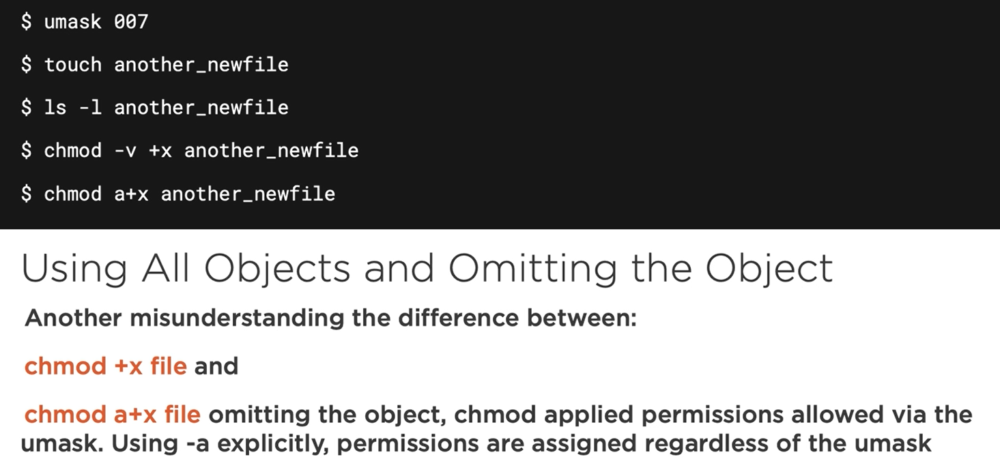 $ umask 007
$ touch another_newfile
$ ls -l another_newfile
$ chmod -v +x another_newfile
$ chmod a+x another_newfile
Using All Objects and Omitting the Object
Another misunderstanding the difference between:
chmod +x file and
chmod a+x file omitting the object, chmod applied permissions allowed via the
umask. Using -a explicitly, permissions are assigned regardless of the umask